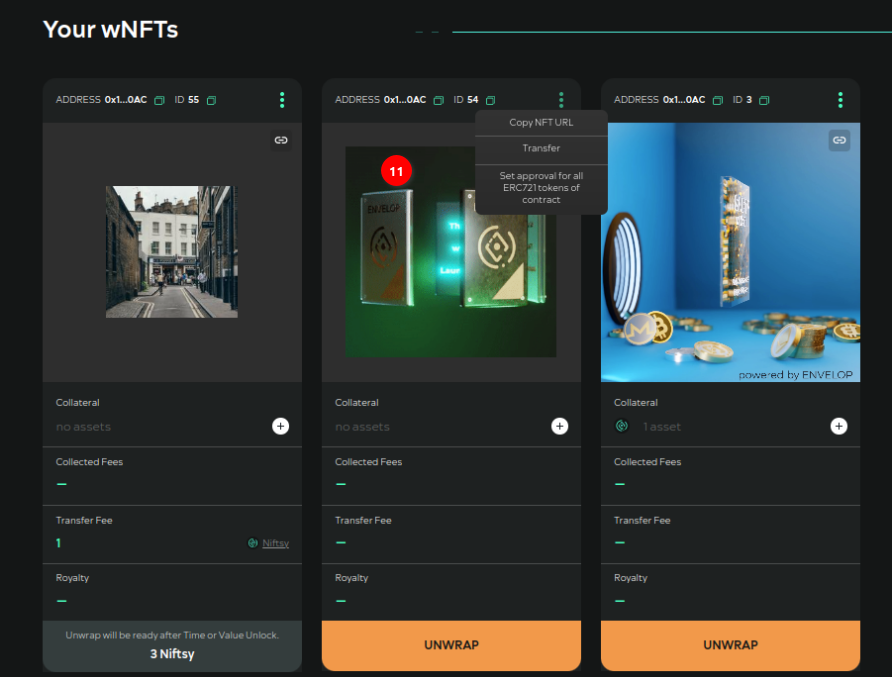 Your wNFTs
ADDRESS 0x1...0AC ID 55
ADDRESS 0x1...0AC ID 54
ADDRESS 0x1...0AC ID 3
Copy NFT URL
Transfer
Set approval for all
ERC721 tokens of
contract
11
ENVELOP
Th
Laun
powered by ENVELOP
Collateral
no assets
Collected Fees
–
Transfer Fee
1 Niftsy
Royalty
–
Unwrap will be ready after Time or Value Unlock.
3 Niftsy
Collateral
no assets
Collected Fees
–
Transfer Fee
–
Royalty
–
UNWRAP
Collateral
1 asset
Collected Fees
–
Transfer Fee
–
Royalty
–
UNWRAP